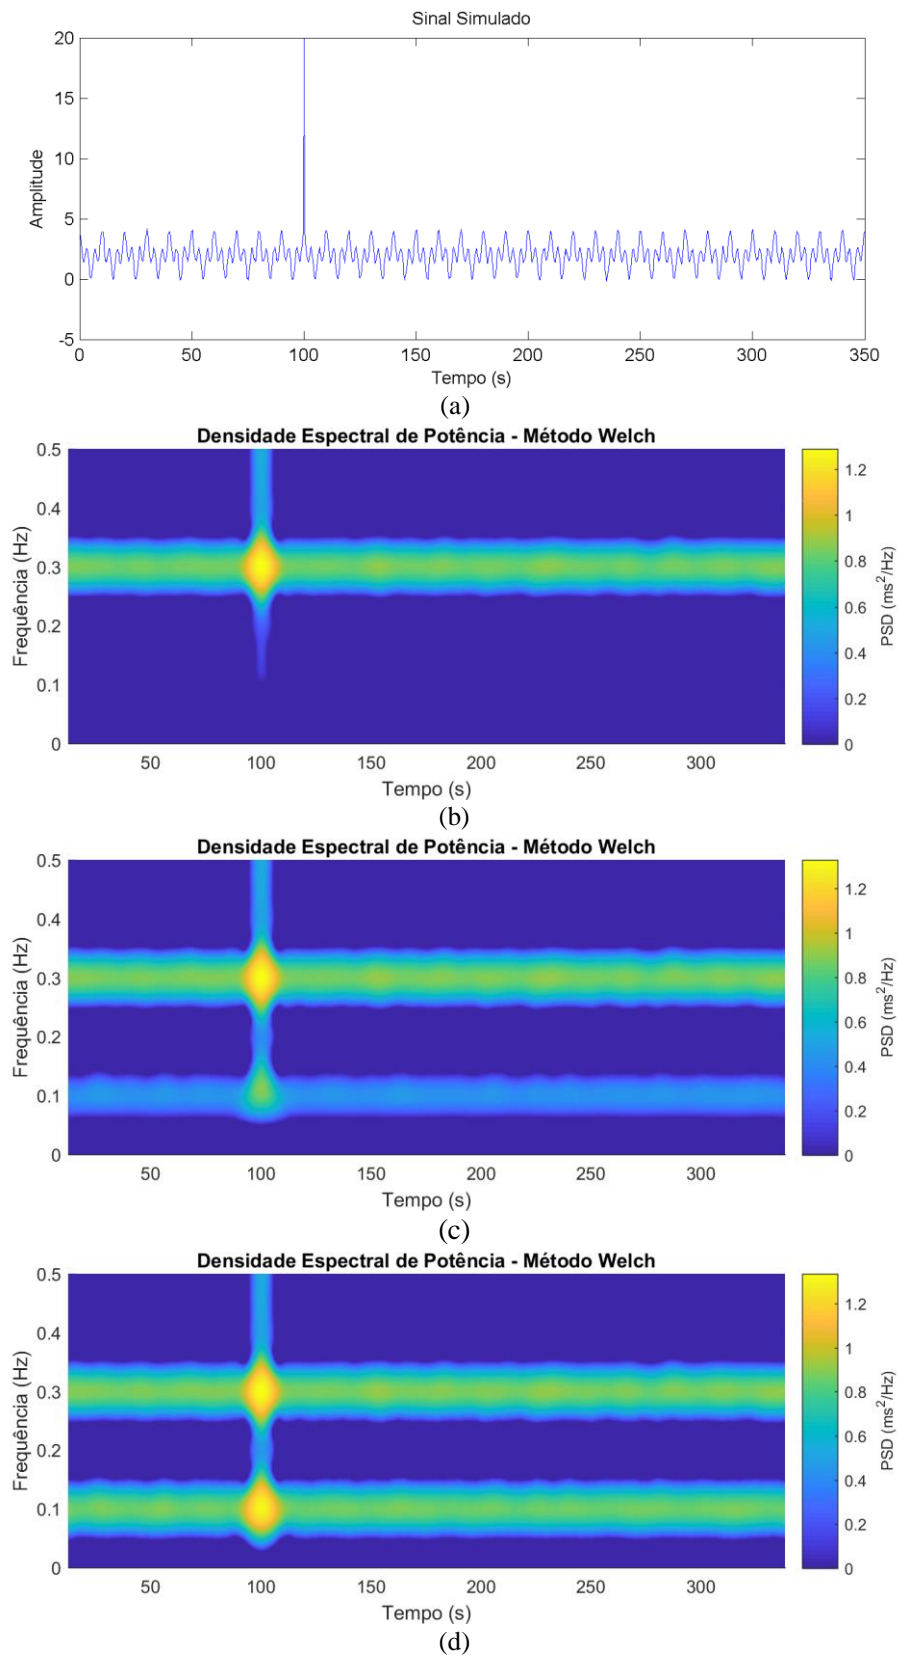 Sinal Simulado
20
15
10
5
0
-5
Amplitude
0 50 100 150 200 250 300 350
Tempo (s)
(a)
Densidade Espectral de Potência - Método Welch
0.5
0.4
0.3
0.2
0.1
0
Frequência (Hz)
50 100 150 200 250 300
Tempo (s)
1.2
1
0.8
0.6
0.4
0.2
0
PSD (ms²/Hz)
(b)
Densidade Espectral de Potência - Método Welch
0.5
0.4
0.3
0.2
0.1
0
Frequência (Hz)
50 100 150 200 250 300
Tempo (s)
1.2
1
0.8
0.6
0.4
0.2
0
PSD (ms²/Hz)
(c)
Densidade Espectral de Potência - Método Welch
0.5
0.4
0.3
0.2
0.1
0
Frequência (Hz)
50 100 150 200 250 300
Tempo (s)
1.2
1
0.8
0.6
0.4
0.2
0
PSD (ms²/Hz)
(d)